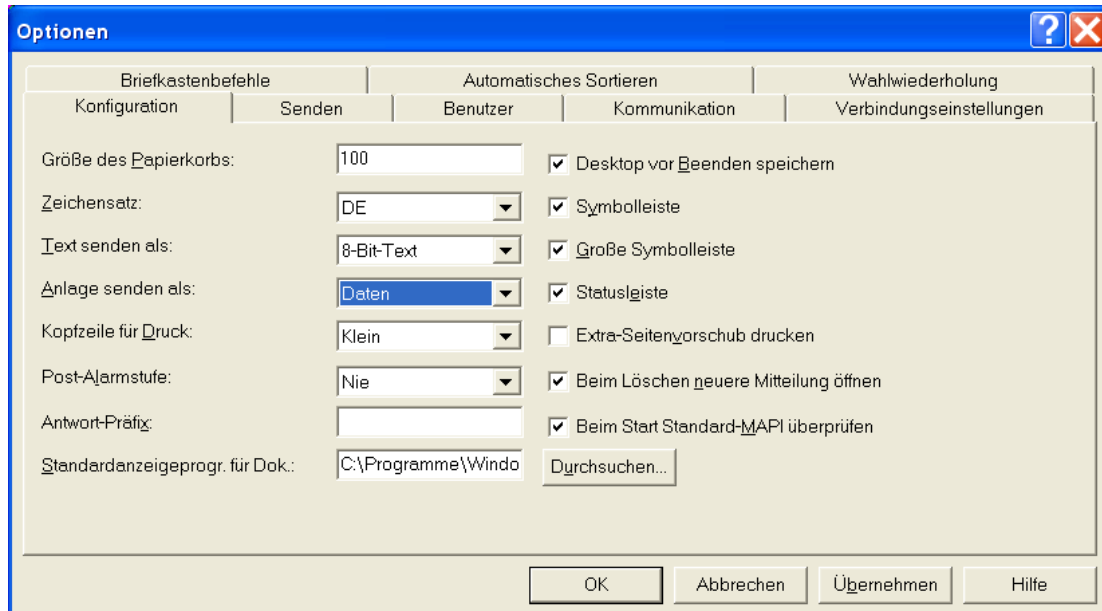 Optionen
Briefkastenbefehle Automatisches Sortieren Wahlwiederholung
Konfiguration Senden Benutzer Kommunikation Verbindungseinstellungen
Größe des Papierkorbs: 100 Desktop vor Beenden speichern
Zeichensatz: DE Symbolleiste
Text senden als: 8-Bit-Text Große Symbolleiste
Anlage senden als: Daten Statusleiste
Kopfzeile für Druck: Klein Extra-Seitenvorschub drucken
Post-Alarmstufe: Nie Beim Löschen neuere Mitteilung öffnen
Antwort-Präfix: Beim Start Standard-MAPI überprüfen
Standardanzeigeprogr. für Dok.: C:\Programme\Windo Durchsuchen...
OK Abbrechen Übernehmen Hilfe